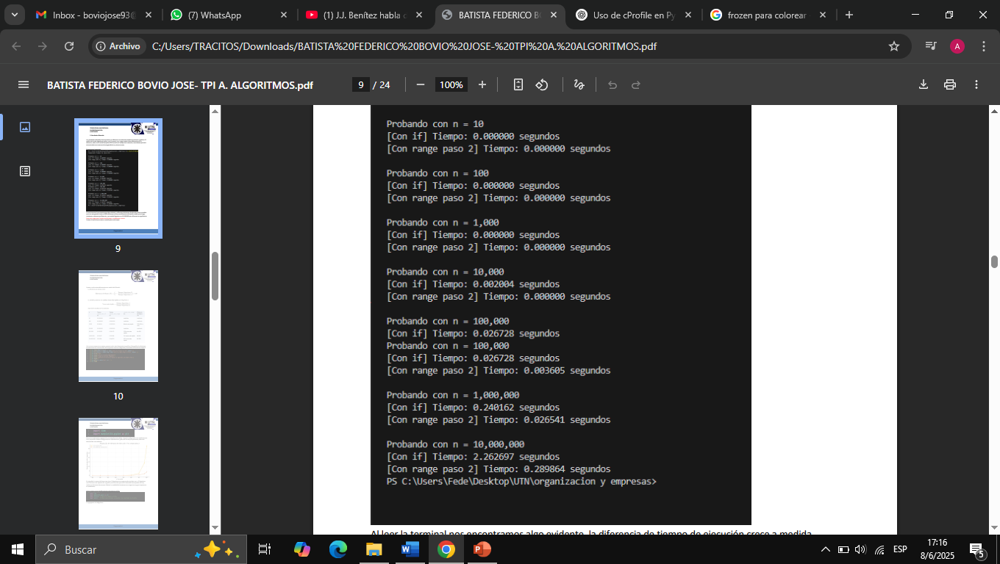 Inbox - boviojose93@
(7) WhatsApp
(1) J.J. Benítez habla c
BATISTA FEDERICO BO
Uso de cProfile en Py
frozen para colorear
Archivo
C:/Users/TRACITOS/Downloads/BATISTA%20FEDERICO%20BOVIO%20JOSE-%20TPI%20A.%20ALGORITMOS.pdf
A
BATISTA FEDERICO BOVIO JOSE- TPI A. ALGORITMOS.pdf
9 / 24
100%
UTN
9
UTN
10
UTN
Probando con n = 10
[Con if] Tiempo: 0.000000 segundos
[Con range paso 2] Tiempo: 0.000000 segundos
Probando con n = 100
[Con if] Tiempo: 0.000000 segundos
[Con range paso 2] Tiempo: 0.000000 segundos
Probando con n = 1,000
[Con if] Tiempo: 0.000000 segundos
[Con range paso 2] Tiempo: 0.000000 segundos
Probando con n = 10,000
[Con if] Tiempo: 0.002004 segundos
[Con range paso 2] Tiempo: 0.000000 segundos
Probando con n = 100,000
[Con if] Tiempo: 0.026728 segundos
Probando con n = 100,000
[Con if] Tiempo: 0.026728 segundos
[Con range paso 2] Tiempo: 0.003605 segundos
Probando con n = 1,000,000
[Con if] Tiempo: 0.240162 segundos
[Con range paso 2] Tiempo: 0.026541 segundos
Probando con n = 10,000,000
[Con if] Tiempo: 2.262697 segundos
[Con range paso 2] Tiempo: 0.289864 segundos
PS C:\Users\Fede\Desktop\UTN\organizacion y empresas>
Al leer la terminal nos encontramos algo evidente, la diferencia de tiempo de ejecución crece a medida
Buscar
ESP
17:16
8/6/2025
5